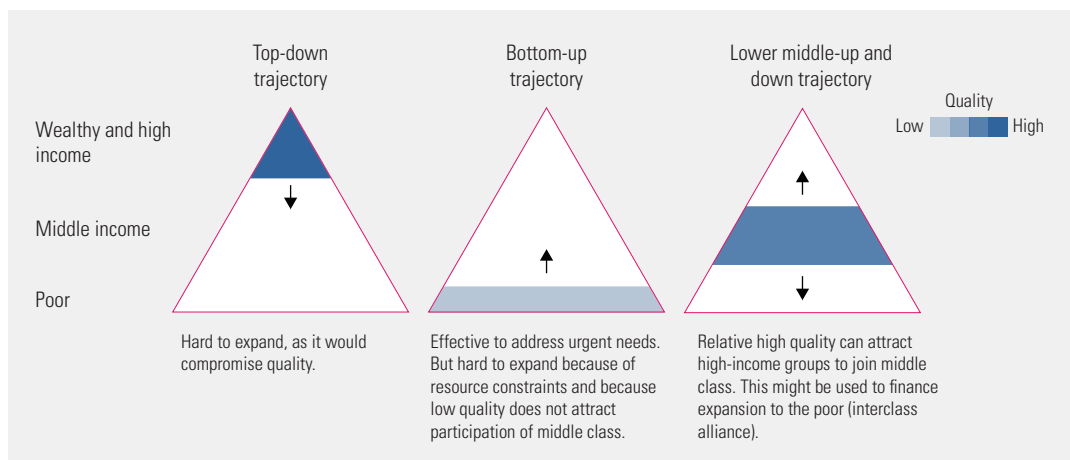 Top-down
trajectory
Bottom-up
trajectory
Lower middle-up and
down trajectory
Quality
Low
High
Wealthy and high
income
Middle income
Poor
Hard to expand, as it would
compromise quality.
Effective to address urgent needs.
But hard to expand because of
resource constraints and because
low quality does not attract
participation of middle class.
Relative high quality can attract
high-income groups to join middle
class. This might be used to finance
expansion to the poor (interclass
alliance).